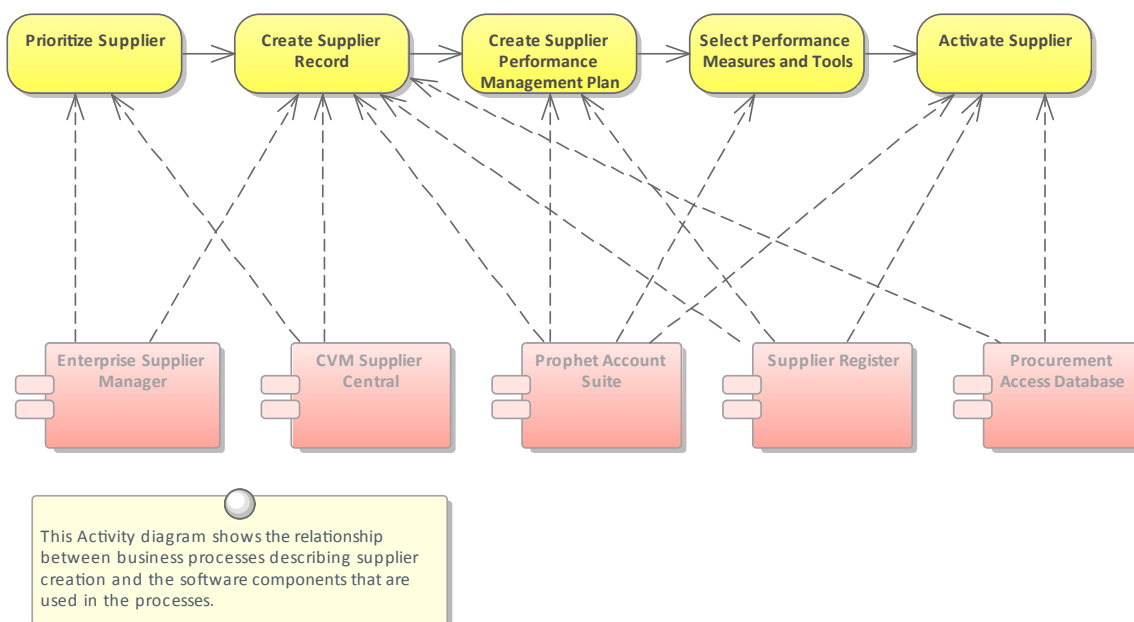 Prioritize Supplier
Create Supplier
Record
Create Supplier
Performance
Management Plan
Select Performance
Measures and Tools
Activate Supplier
Enterprise Supplier
Manager
CVM Supplier
Central
Prophet Account
Suite
Supplier Register
Procurement
Access Database
This Activity diagram shows the relationship
between business processes describing supplier
creation and the software components that are
used in the processes.